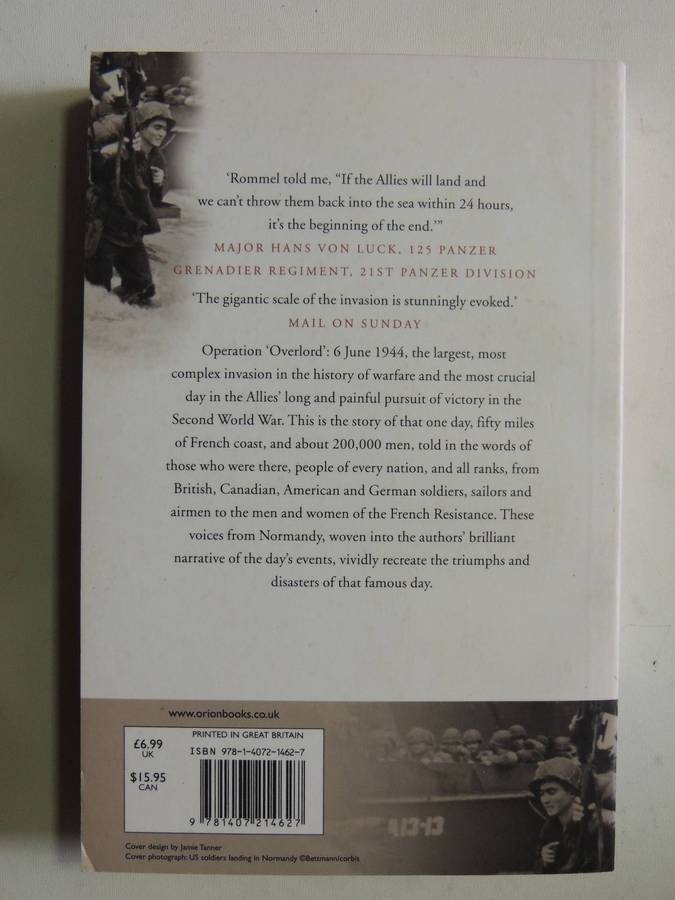 ‘Rommel told me, “If the Allies will land and
we can’t throw them back into the sea within 24 hours,
it’s the beginning of the end.’”
MAJOR HANS VON LUCK, 125 PANZER
GRENADIER REGIMENT, 21ST PANZER DIVISION
‘The gigantic scale of the invasion is stunningly evoked.’
MAIL ON SUNDAY
Operation ‘Overlord’: 6 June 1944, the largest, most
complex invasion in the history of warfare and the most crucial
day in the Allies’ long and painful pursuit of victory in the
Second World War. This is the story of that one day, fifty miles
of French coast, and about 200,000 men, told in the words of
those who were there, people of every nation, and all ranks, from
British, Canadian, American and German soldiers, sailors and
airmen to the men and women of the French Resistance. These
voices from Normandy, woven into the authors’ brilliant
narrative of the day’s events, vividly recreate the triumphs and
disasters of that famous day.
www.orionbooks.co.uk
£6.99
UK
$15.95
CAN
PRINTED IN GREAT BRITAIN
ISBN 978-1-4072-1462-7
9 781407 214627
13-13
Cover design by Jamie Tanner
Cover photograph: US soldiers landing in Normandy ©Bettmann/corbis